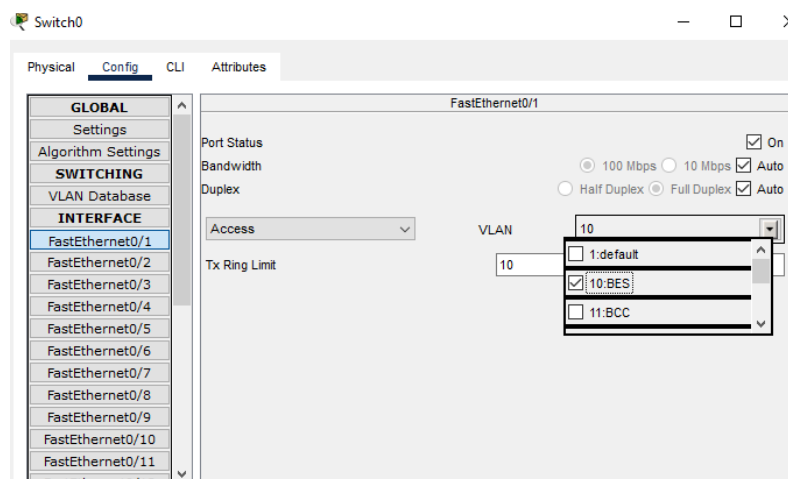 Switch0
Physical Config CLI Attributes
GLOBAL
Settings
Algorithm Settings
SWITCHING
VLAN Database
INTERFACE
FastEthernet0/1
FastEthernet0/2
FastEthernet0/3
FastEthernet0/4
FastEthernet0/5
FastEthernet0/6
FastEthernet0/7
FastEthernet0/8
FastEthernet0/9
FastEthernet0/10
FastEthernet0/11
FastEthernet0/1
Port Status On
Bandwidth 100 Mbps 10 Mbps Auto
Duplex Half Duplex Full Duplex Auto
Access VLAN 10
1:default
10:BES
11:BCC
Tx Ring Limit 10